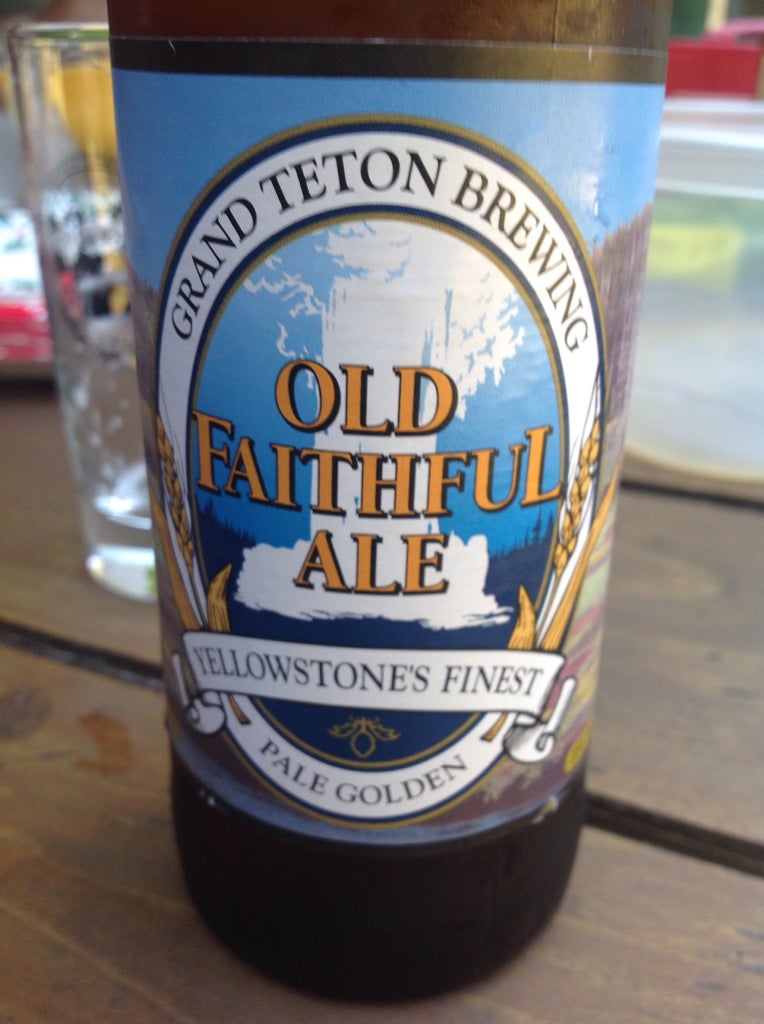 GRAND TETON BREWING
OLD
FAITHFUL
ALE
YELLOWSTONE'S FINEST
PALE GOLDEN